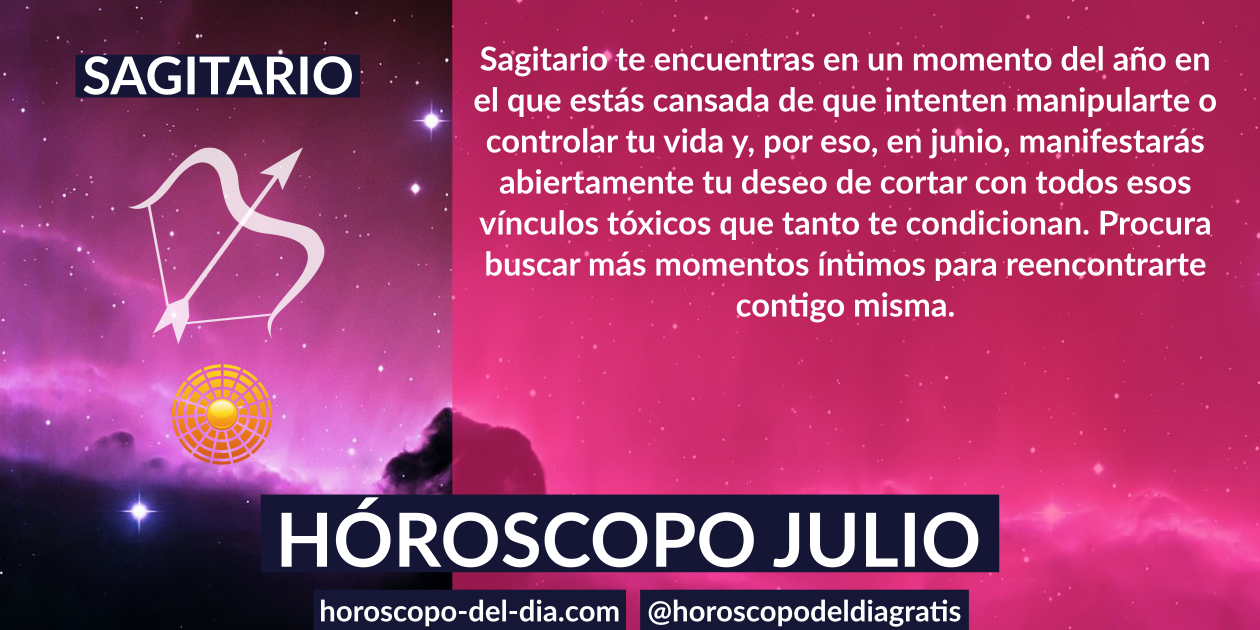 SAGITARIO
Sagitario te encuentras en un momento del año en
el que estás cansada de que intenten manipularte o
controlar tu vida y, por eso, en junio, manifestarás
abiertamente tu deseo de cortar con todos esos
vínculos tóxicos que tanto te condicionan. Procura
buscar más momentos íntimos para reencontrarte
contigo misma.
HÓROSCOPO JULIO
horoscopo-del-dia.com
@horoscopodeldiagratis